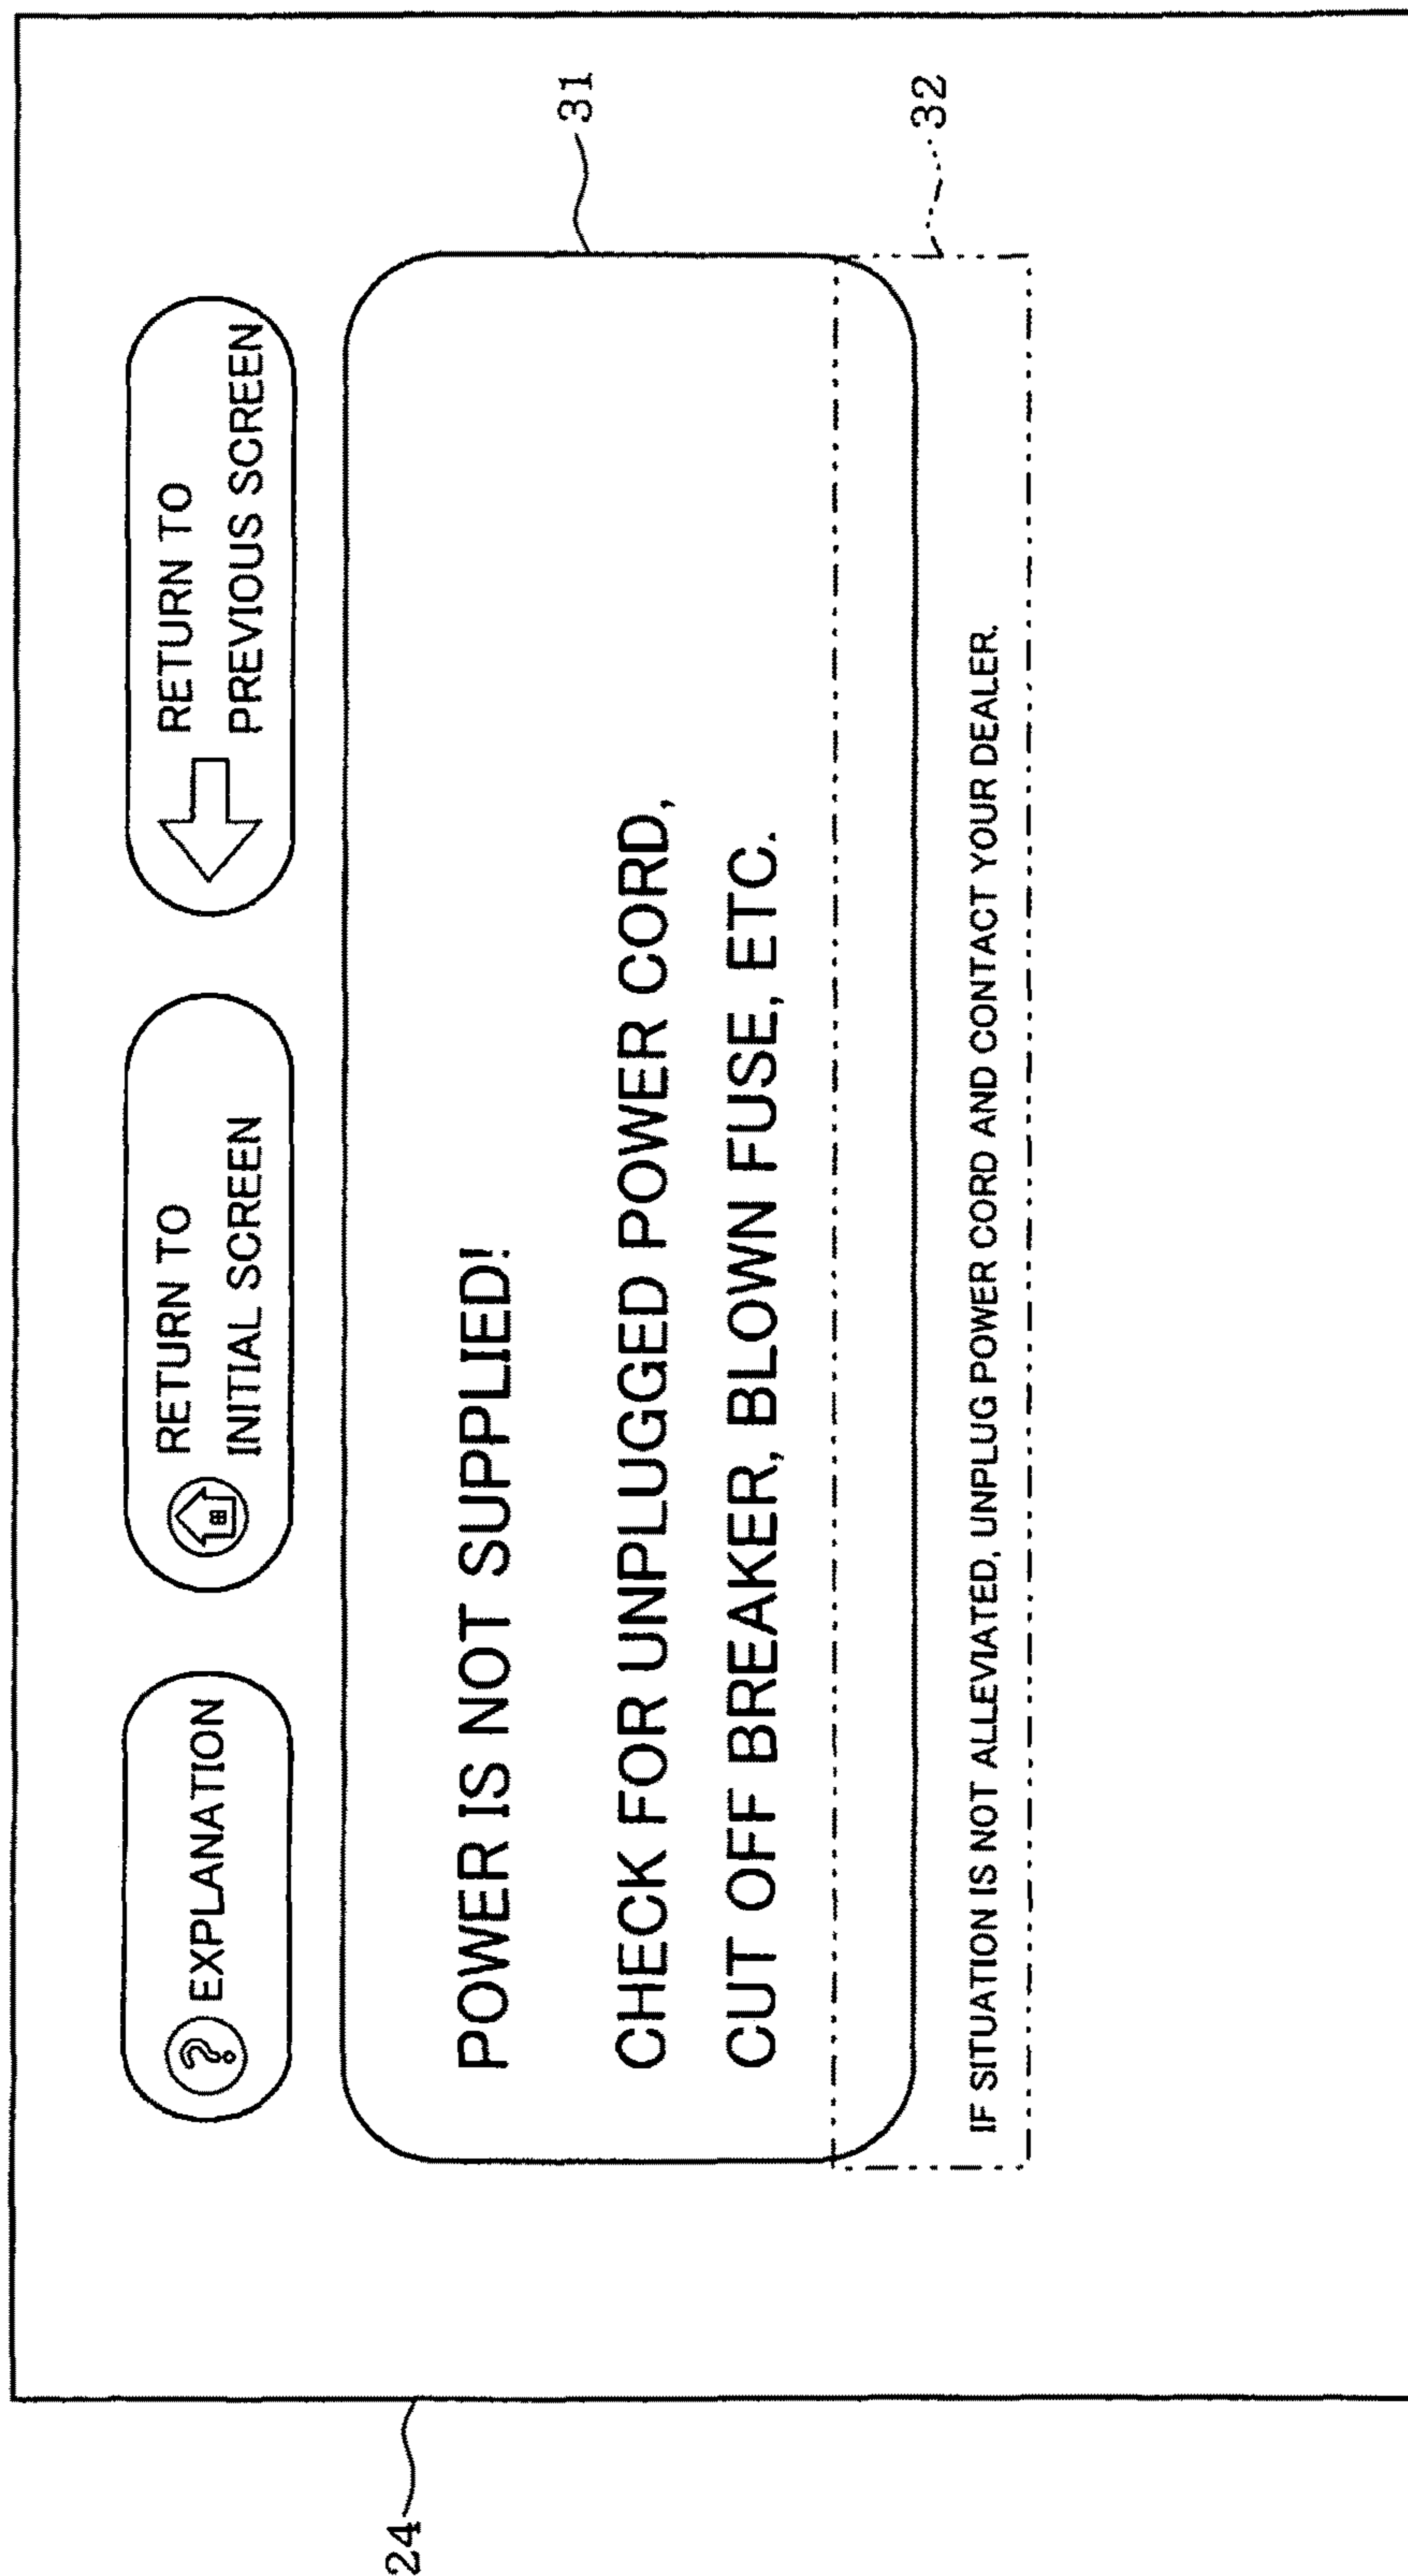 ? EXPLANATION
RETURN TO
INITIAL SCREEN
RETURN TO
PREVIOUS SCREEN
POWER IS NOT SUPPLIED!
CHECK FOR UNPLUGGED POWER CORD,
CUT OFF BREAKER, BLOWN FUSE, ETC.
IF SITUATION IS NOT ALLEVIATED, UNPLUG POWER CORD AND CONTACT YOUR DEALER.
24
31
32